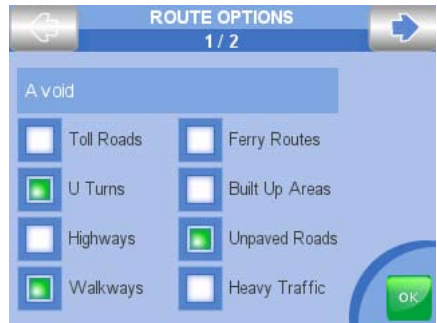 ROUTE OPTIONS
1 / 2
Avoid
Toll Roads
Ferry Routes
U Turns
Built Up Areas
Highways
Unpaved Roads
Walkways
Heavy Traffic
OK